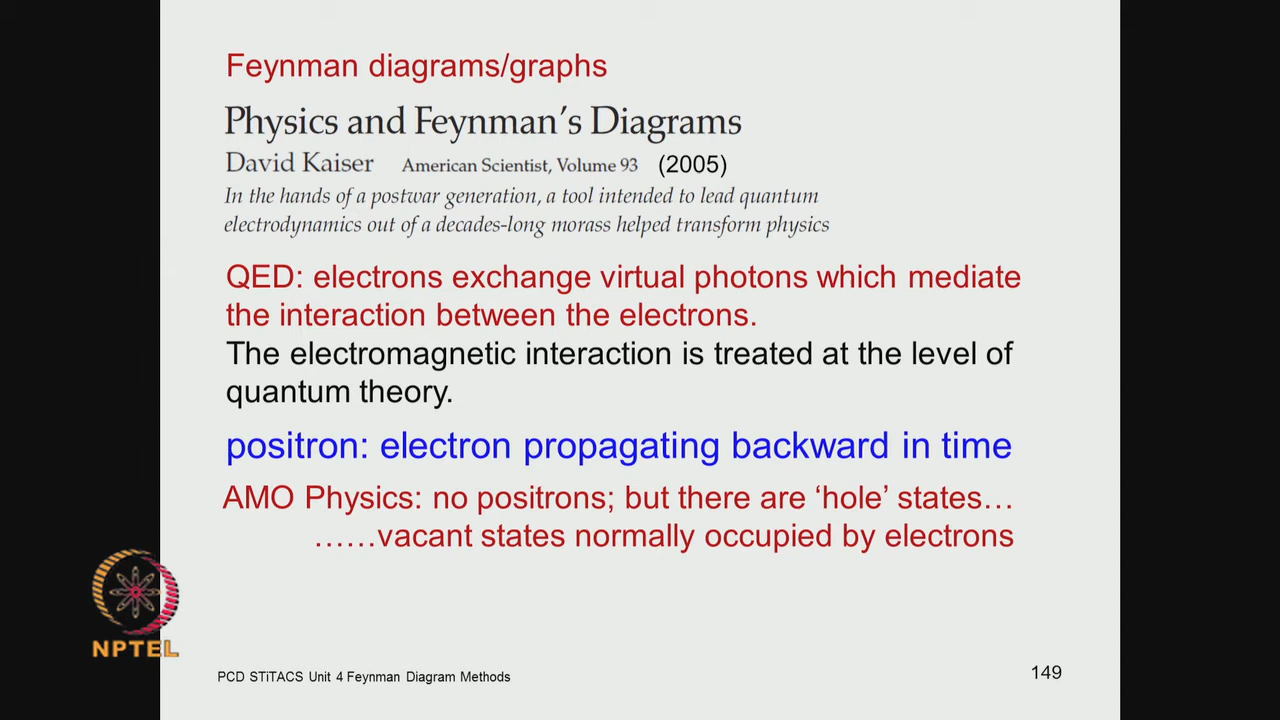 Feynman diagrams/graphs
Physics and Feynman's Diagrams
David Kaiser American Scientist, Volume 93 (2005)
In the hands of a postwar generation, a tool intended to lead quantum
electrodynamics out of a decades-long morass helped transform physics
QED: electrons exchange virtual photons which mediate
the interaction between the electrons.
The electromagnetic interaction is treated at the level of
quantum theory.
positron: electron propagating backward in time
AMO Physics: no positrons; but there are ‘hole’ states…
……vacant states normally occupied by electrons
NPTEL
PCD STiTACS Unit 4 Feynman Diagram Methods
149